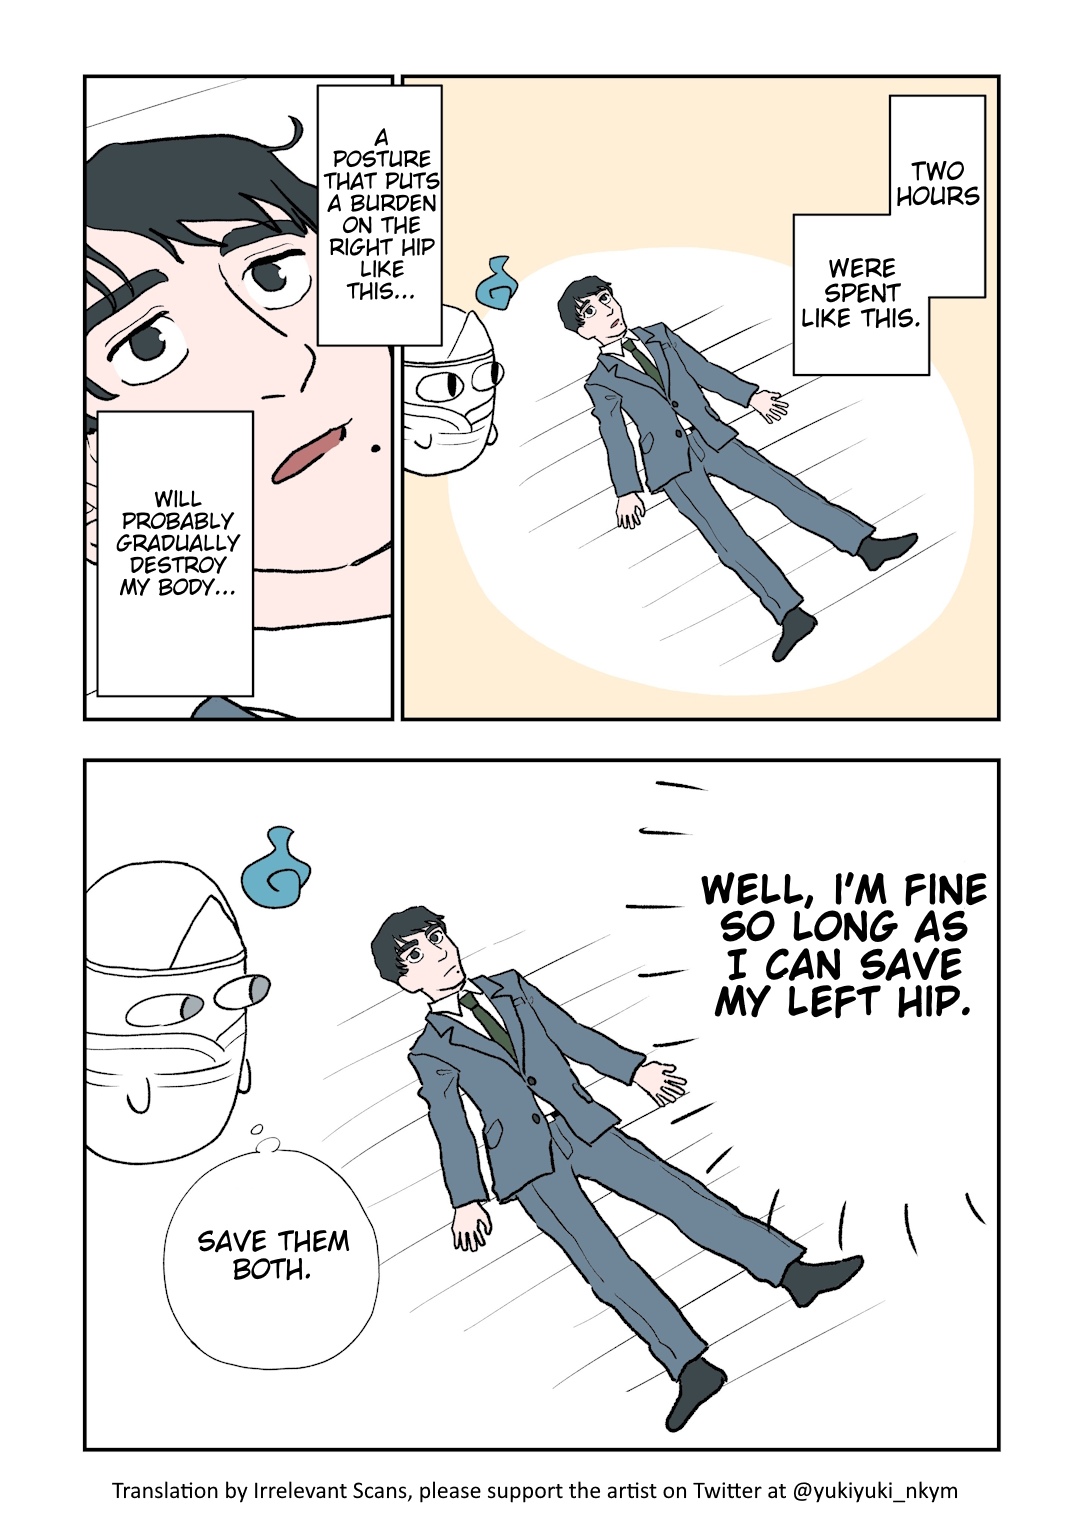 TWO
HOURS
WERE
SPENT
LIKE THIS.
A
POSTURE
THAT PUTS
A BURDEN
ON THE
RIGHT HIP
LIKE
THIS...
WILL
PROBABLY
GRADUALLY
DESTROY
MY BODY...
WELL, I'M FINE
SO LONG AS
I CAN SAVE
MY LEFT HIP.
SAVE THEM
BOTH.
Translation by Irrelevant Scans, please support the artist on Twitter at @yukiyuki_nkym